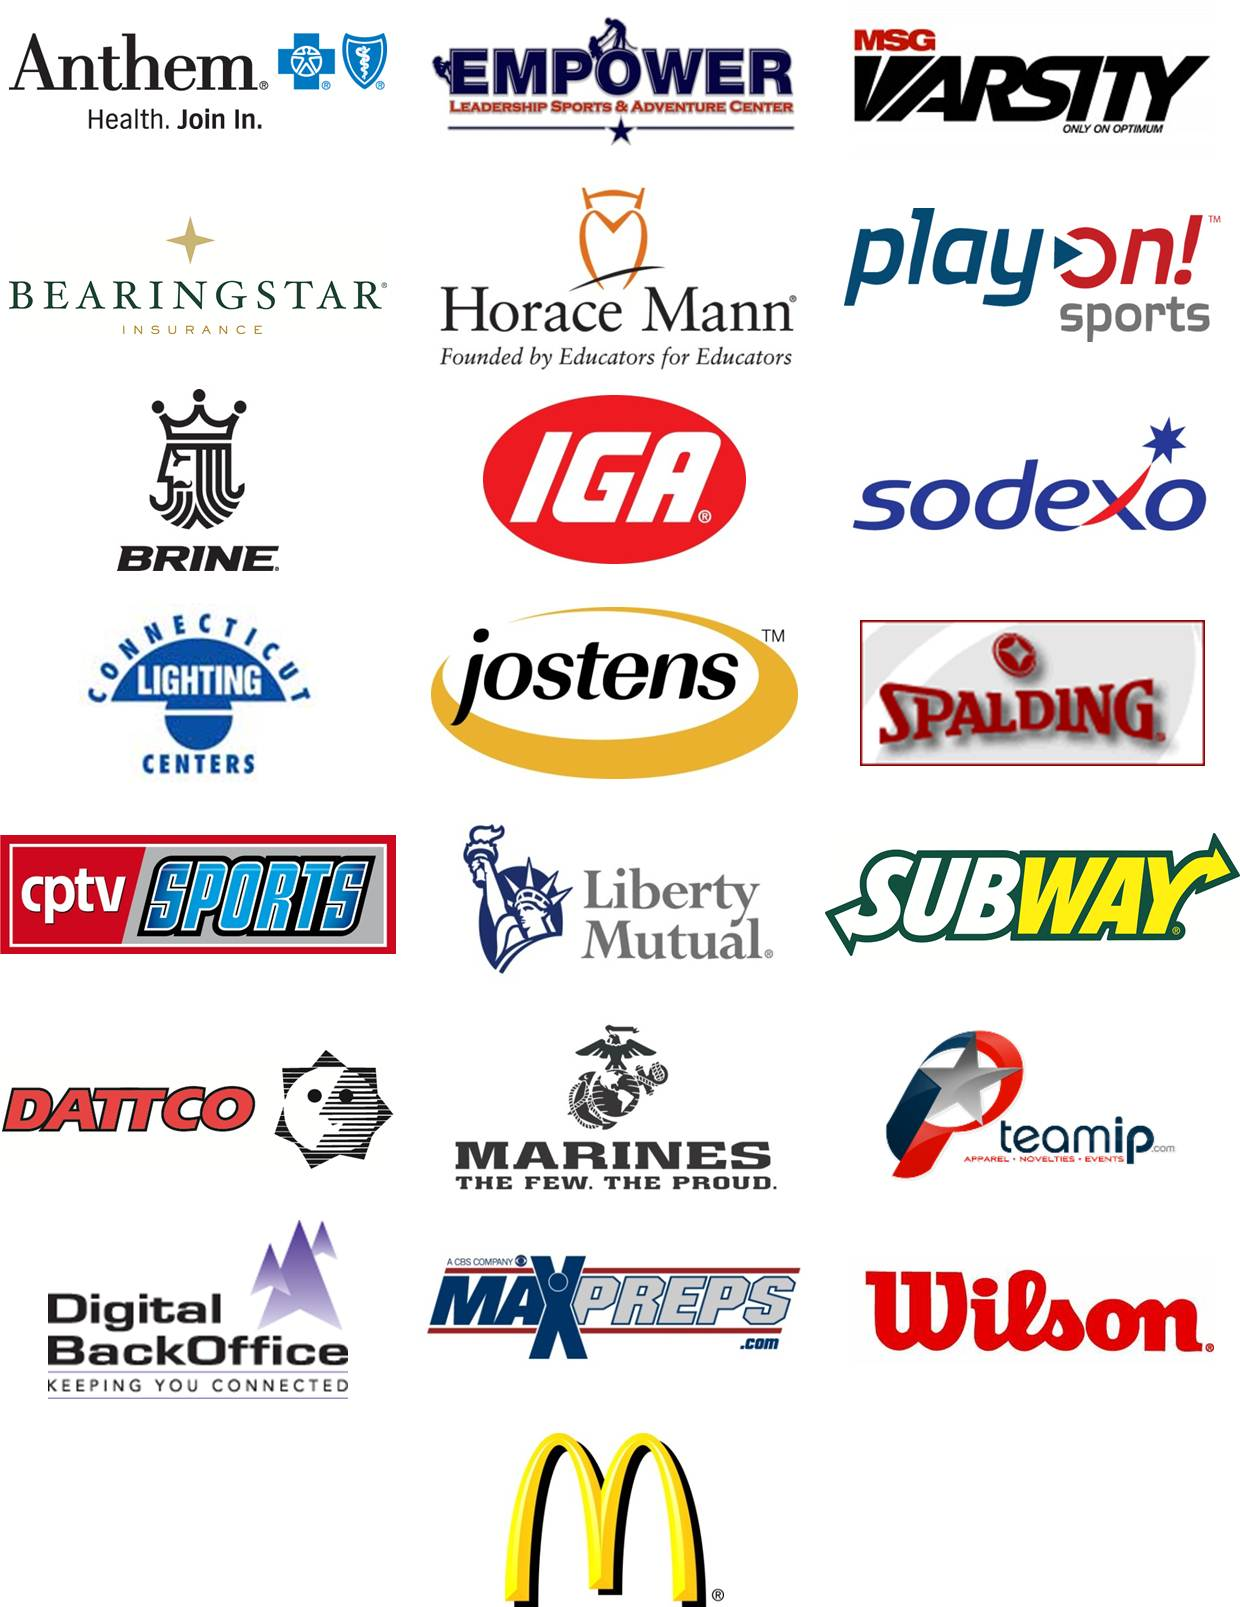 Anthem®
Health. Join In.
EMPOWER
LEADERSHIP SPORTS & ADVENTURE CENTER
MSG
VARSITY
ONLY ON OPTIMUM
BEARINGSTAR®
INSURANCE
Horace Mann®
Founded by Educators for Educators
playon!™
sports
BRINE®
IGA®
sodexo
CONNECTICUT
LIGHTING
CENTERS
jostens™
SPALDING
cptv SPORTS
Liberty
Mutual®
SUBWAY®
DATTCO
MARINES
THE FEW. THE PROUD.
teamip.com
APPAREL • NOVELTIES • EVENTS
Digital
BackOffice
KEEPING YOU CONNECTED
A CBS COMPANY
MAXPREPS
.com
Wilson®
M®